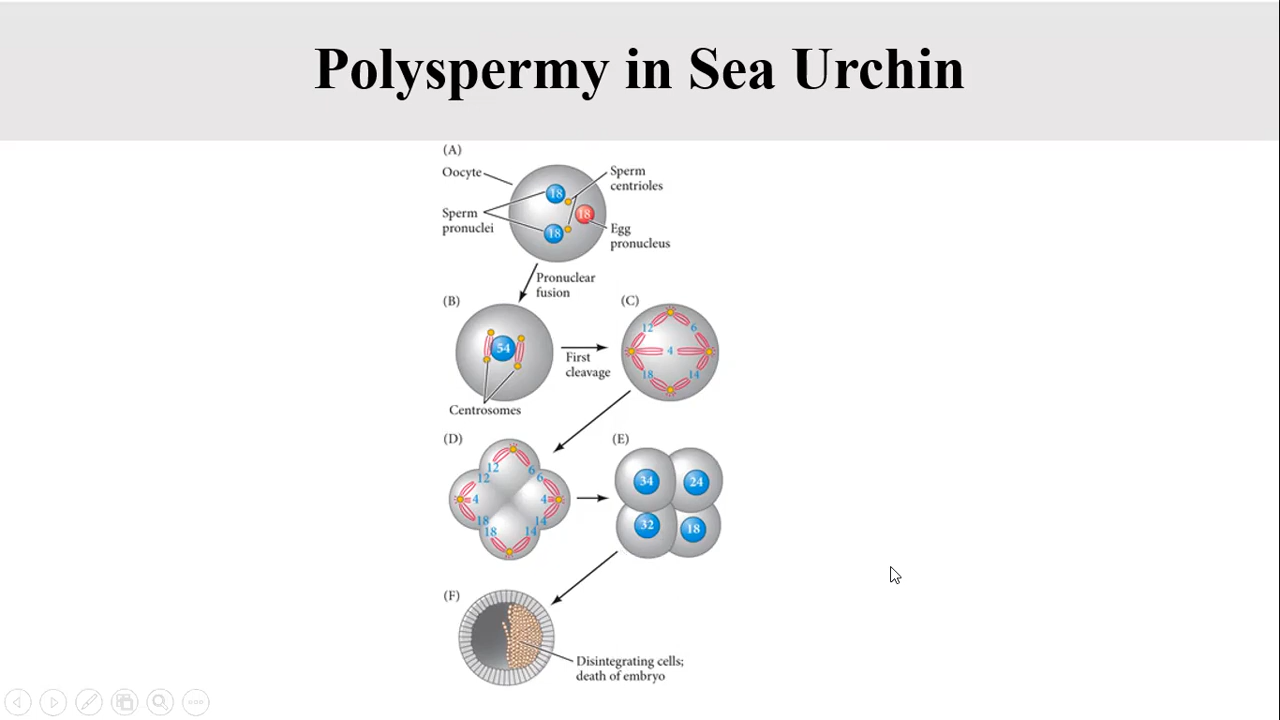 Polyspermy in Sea Urchin
(A)
Oocyte
Sperm
centrioles
18
18
18
Sperm
pronuclei
Egg
pronucleus
Pronuclear
fusion
(B)
54
Centrosomes
First
cleavage
(C)
12 6
4
18 14
(D)
12 6
12 6
4 4
18 14
18 14
(E)
34 24
32 18
(F)
Disintegrating cells;
death of embryo